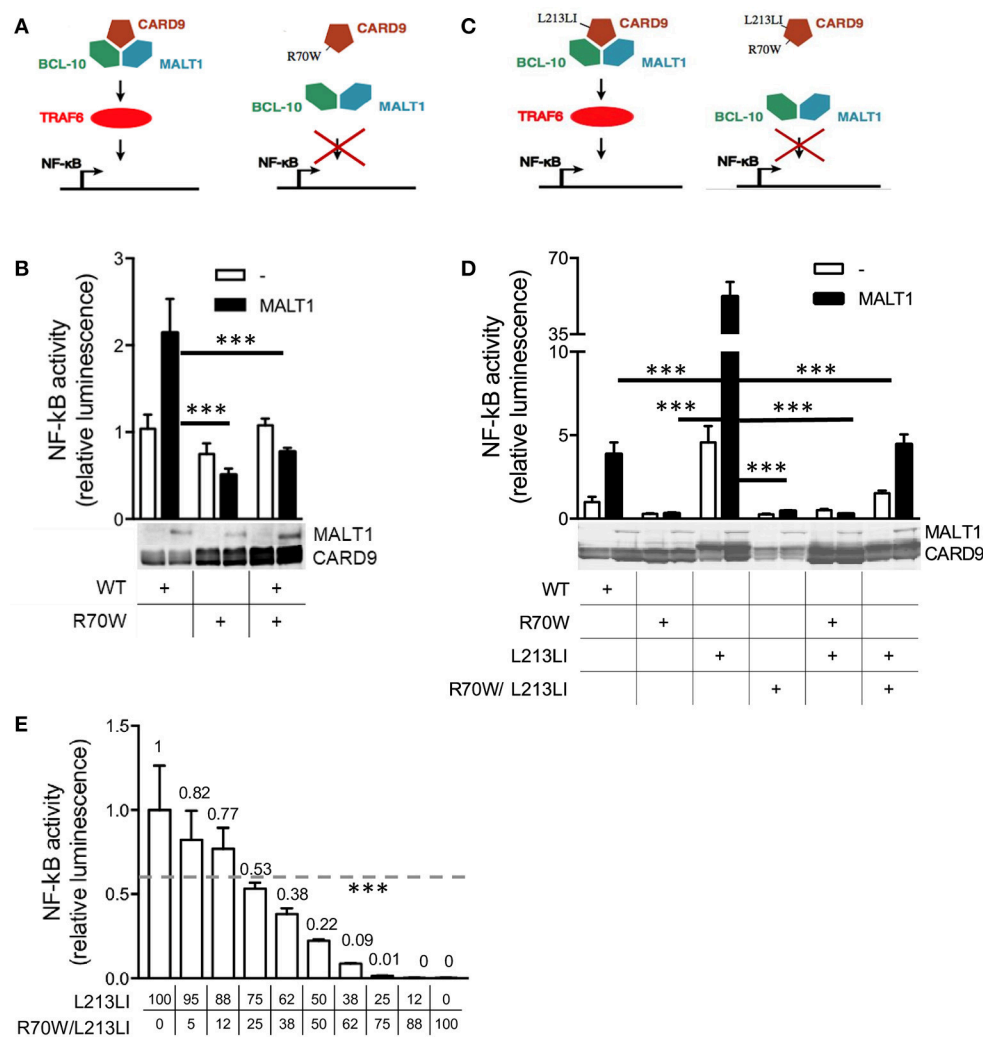 A
CARD9
BCL-10
MALT1
TRAF6
NF-κB
CARD9
R70W
BCL-10
MALT1
NF-κB
C
L213LI
CARD9
BCL-10
MALT1
TRAF6
NF-κB
L213LI
CARD9
R70W
BCL-10
MALT1
NF-κB
B
NF-kB activity
(relative luminescence)
3
2
1
0
-
MALT1
***
***
MALT1
CARD9
WT + +
R70W + +
D
NF-kB activity
(relative luminescence)
70
35
10
5
0
-
MALT1
*** ***
*** ***
***
MALT1
CARD9
WT +
R70W + +
L213LI + + +
R70W/ L213LI + +
E
NF-kB activity
(relative luminescence)
1.5
1.0
0.5
0.0
1 0.82 0.77 0.53 0.38 0.22 0.09 0.01 0 0
***
L213LI 100 95 88 75 62 50 38 25 12 0
R70W/L213LI 0 5 12 25 38 50 62 75 88 100